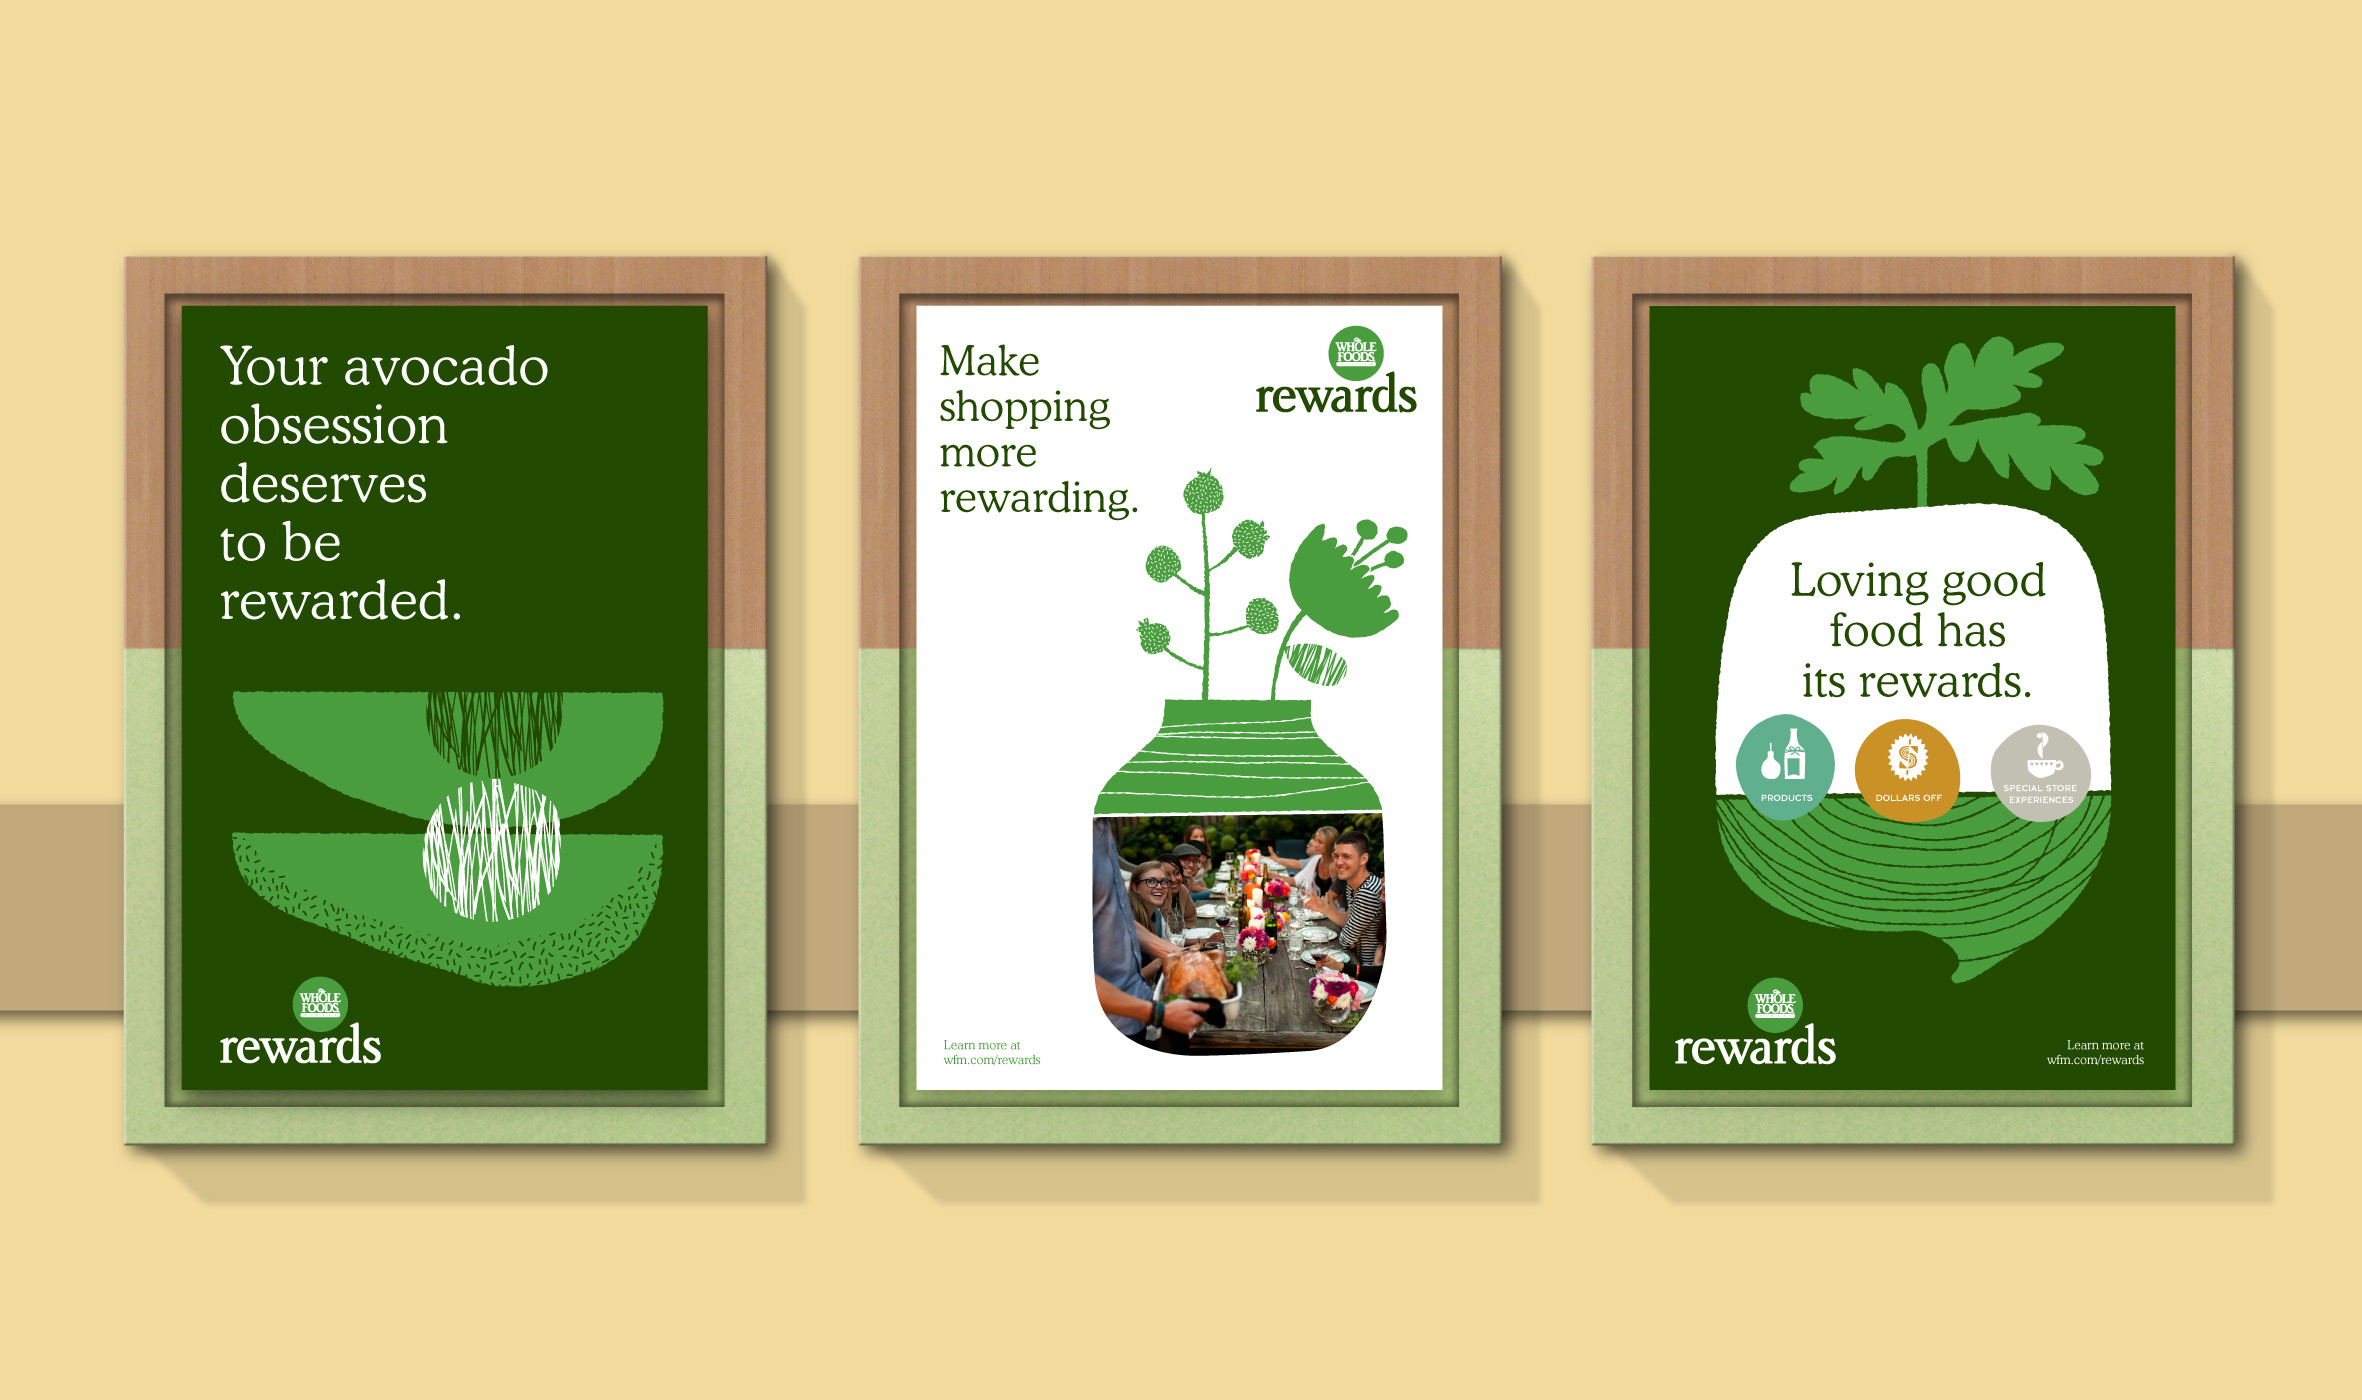 Your avocado
obsession
deserves
to be
rewarded.
WHOLE
FOODS
rewards
Make
shopping
more
rewarding.
WHOLE
FOODS
rewards
Learn more at
wfm.com/rewards
Loving good
food has
its rewards.
PRODUCTS
DOLLARS OFF
SPECIAL STORE
EXPERIENCES
WHOLE
FOODS
rewards
Learn more at
wfm.com/rewards